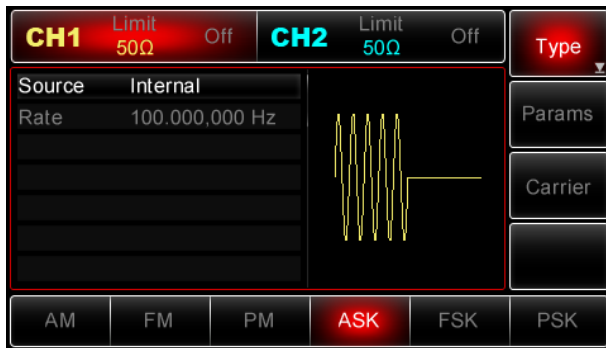 CH1 Limit 50Ω Off CH2 Limit 50Ω Off Type
Source Internal
Rate 100.000,000 Hz
Params
Carrier
AM FM PM ASK FSK PSK